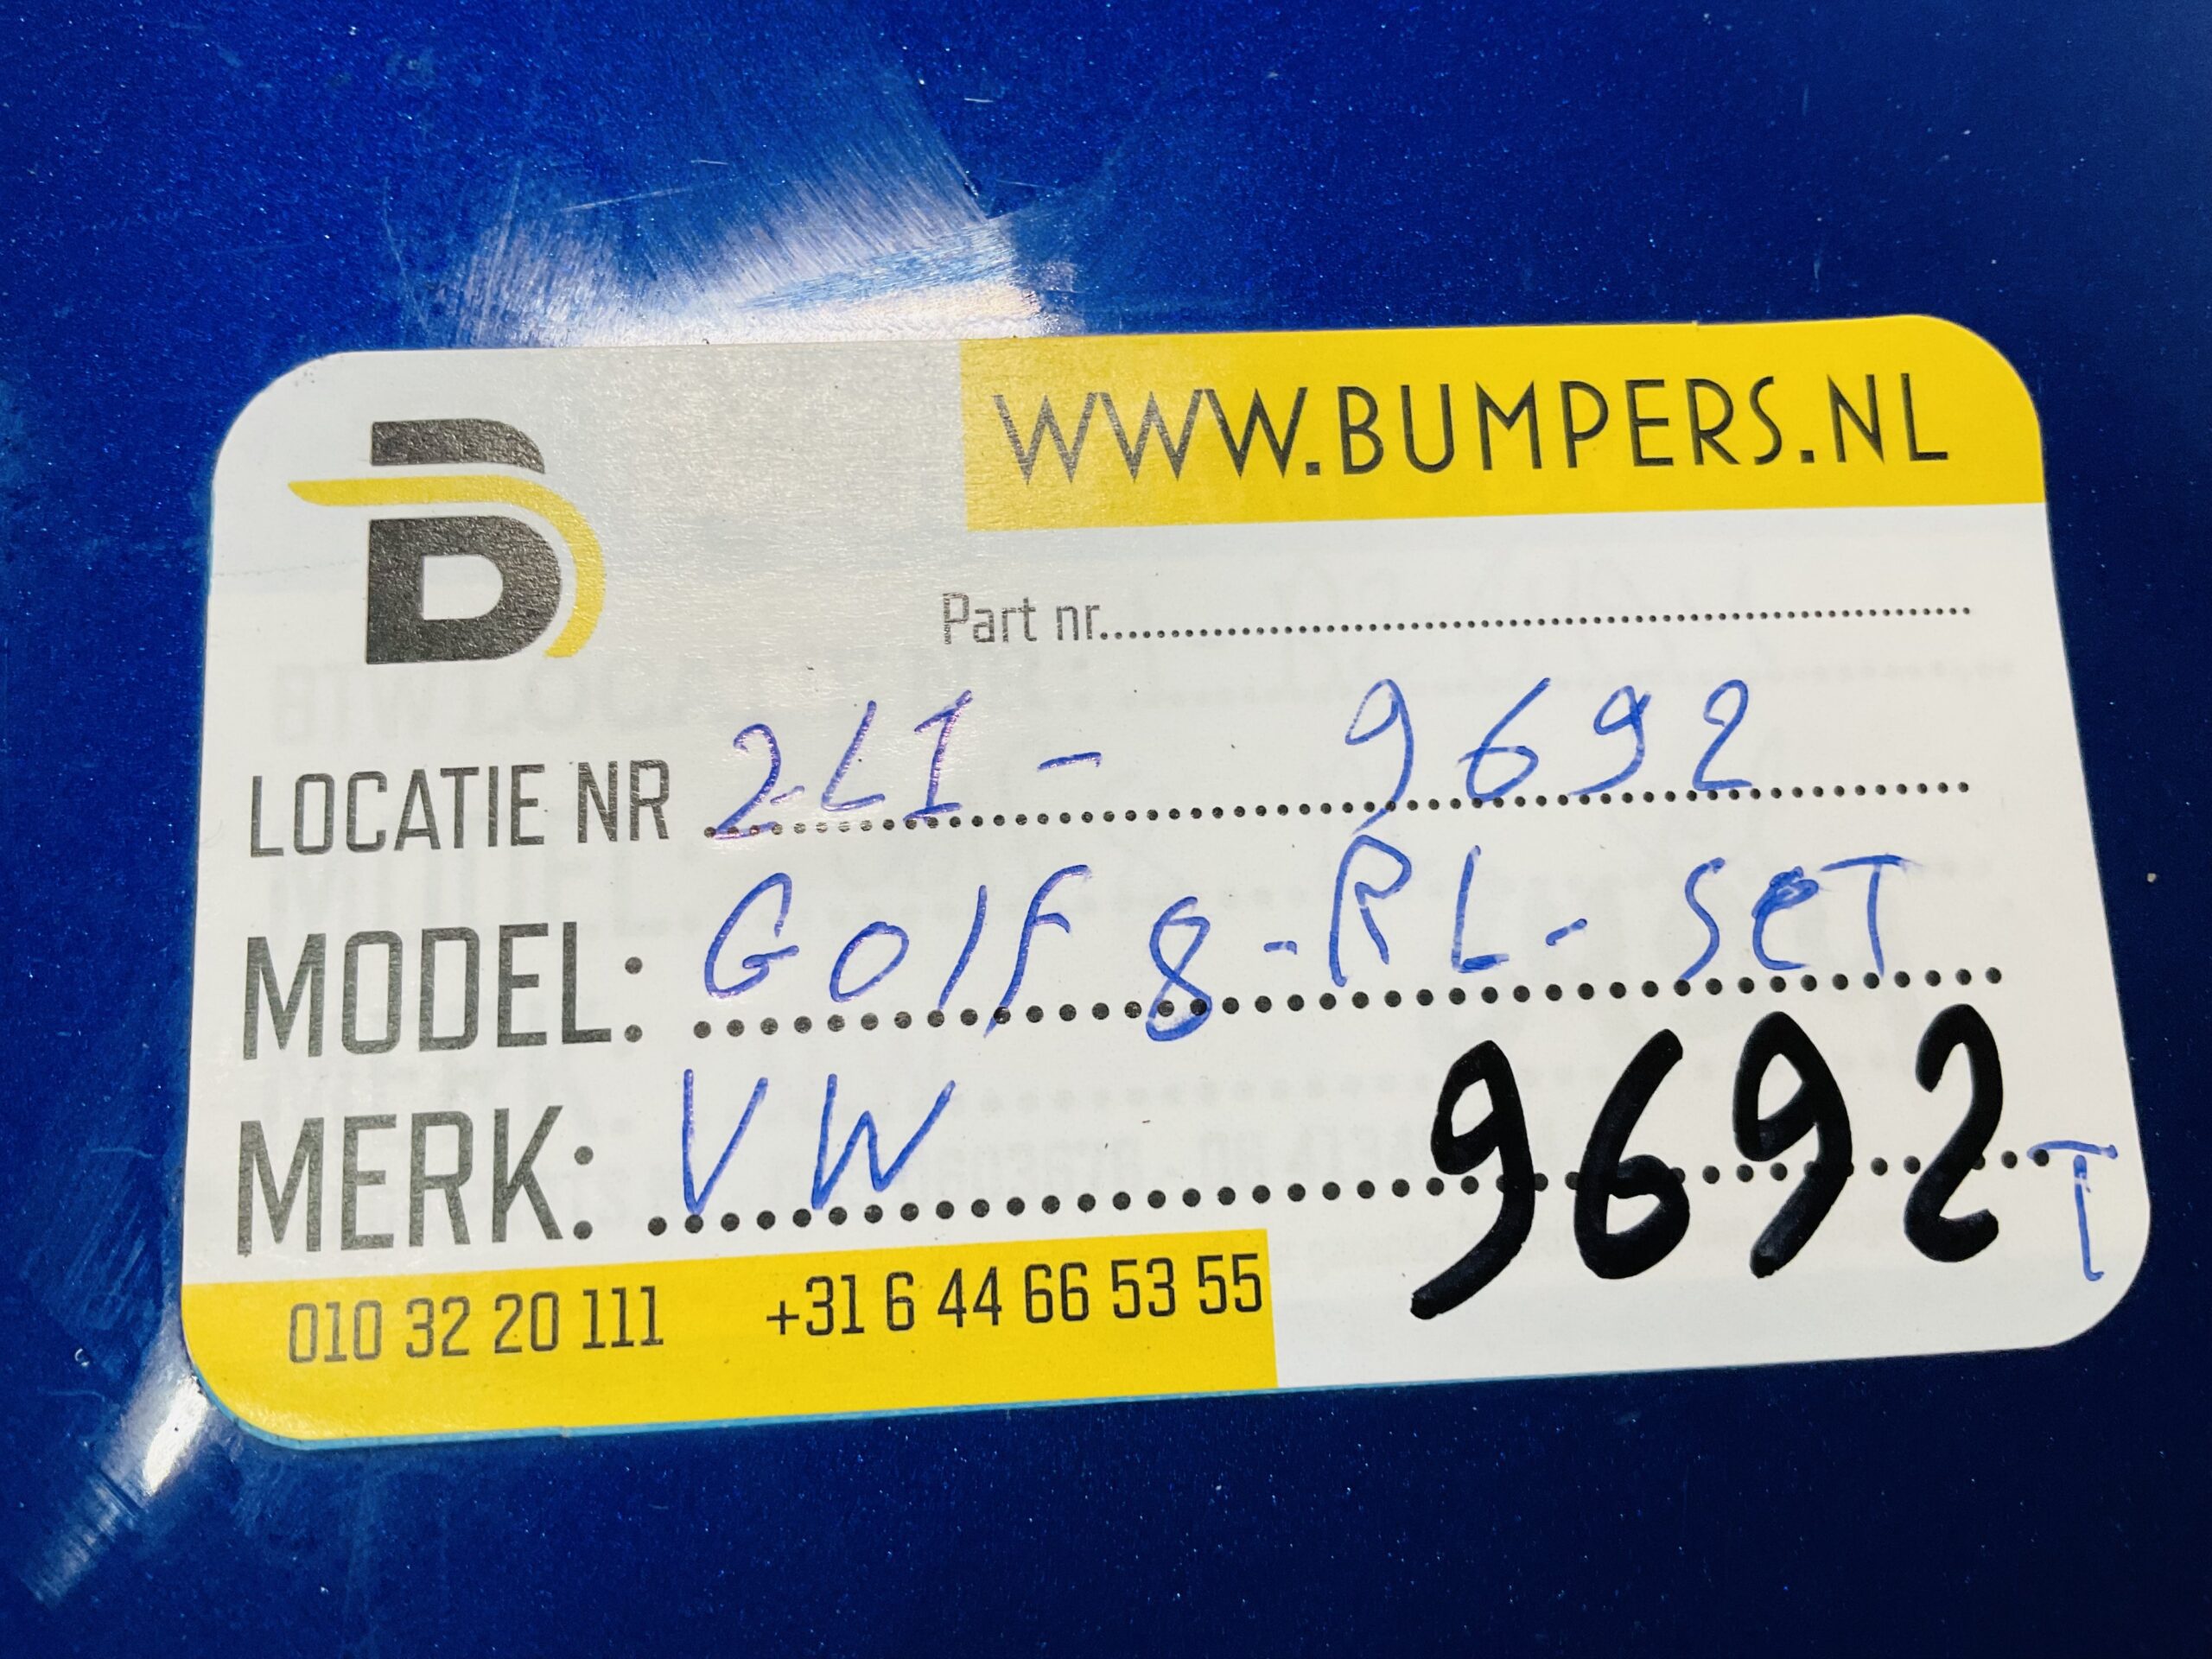 WWW.BUMPERS.NL
Part nr.
LOCATIE NR 2LI - 9692
MODEL: GOlF 8 - RL - SeT
MERK: VW 9692 T
010 32 20 111 +31 6 44 66 53 55